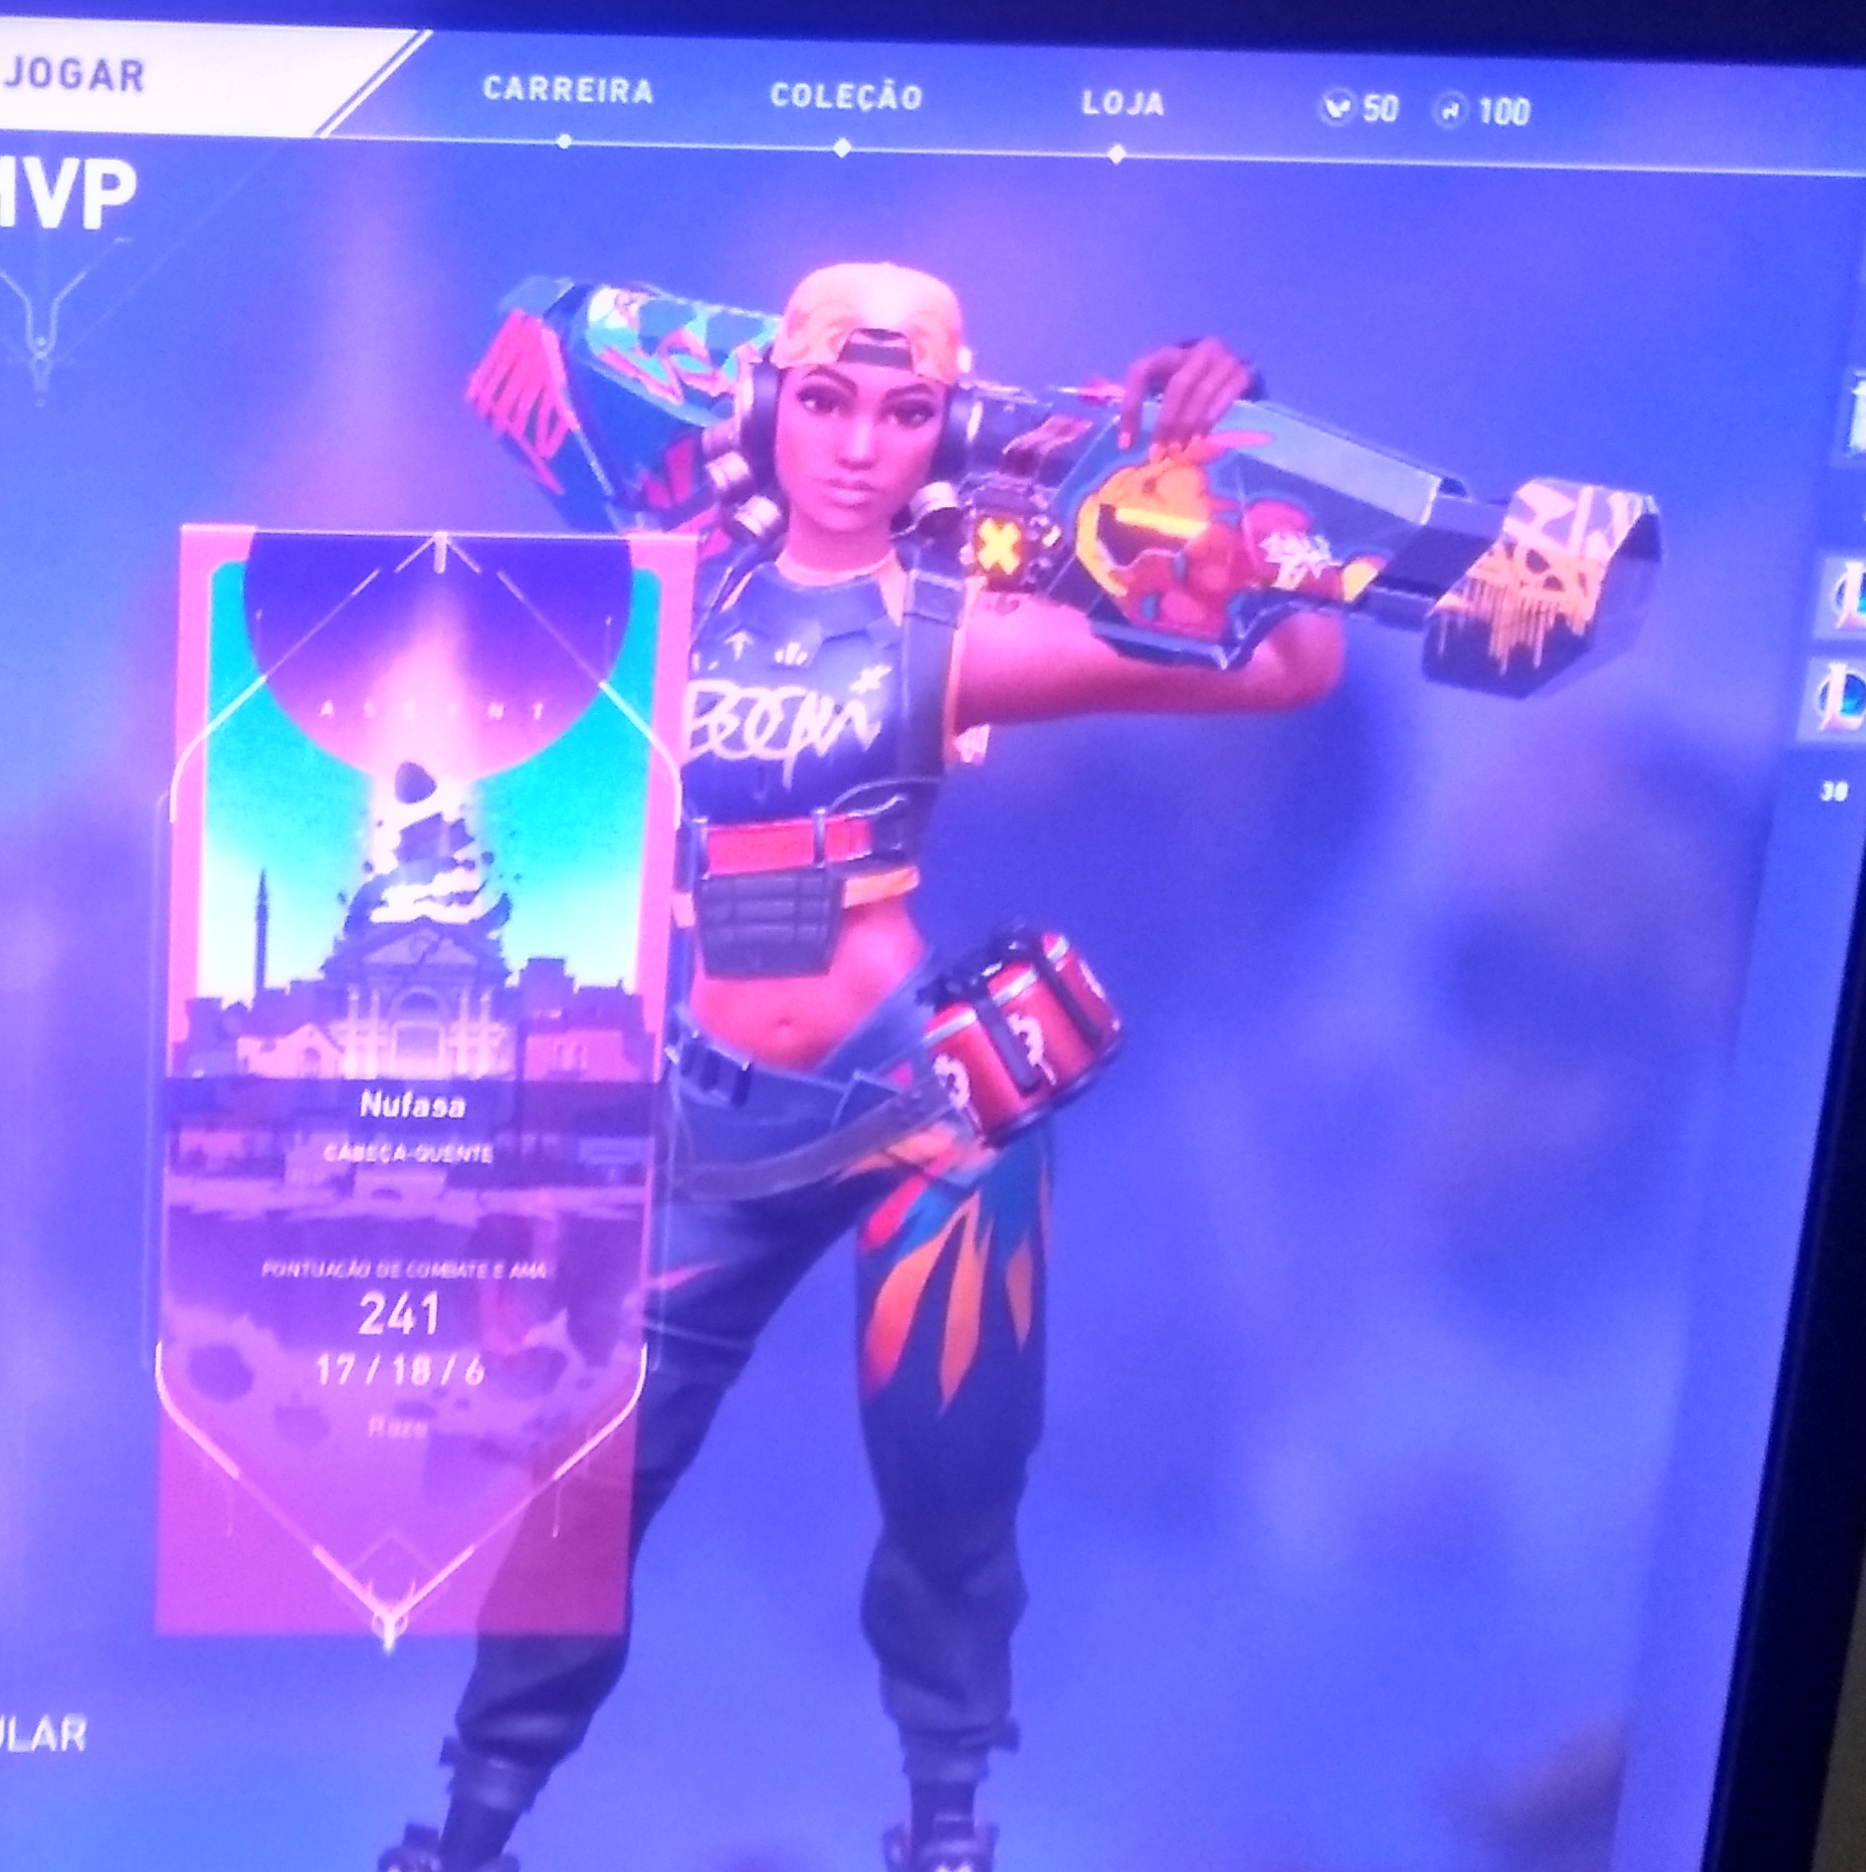 JOGAR
CARREIRA
COLEÇÃO
LOJA
50
100
MVP
ASCENT
BOOM
30
Nufasa
CABEÇA-QUENTE
PONTUAÇÃO DE COMBATE E AMA
241
17 / 18 / 6
Raze
ULAR